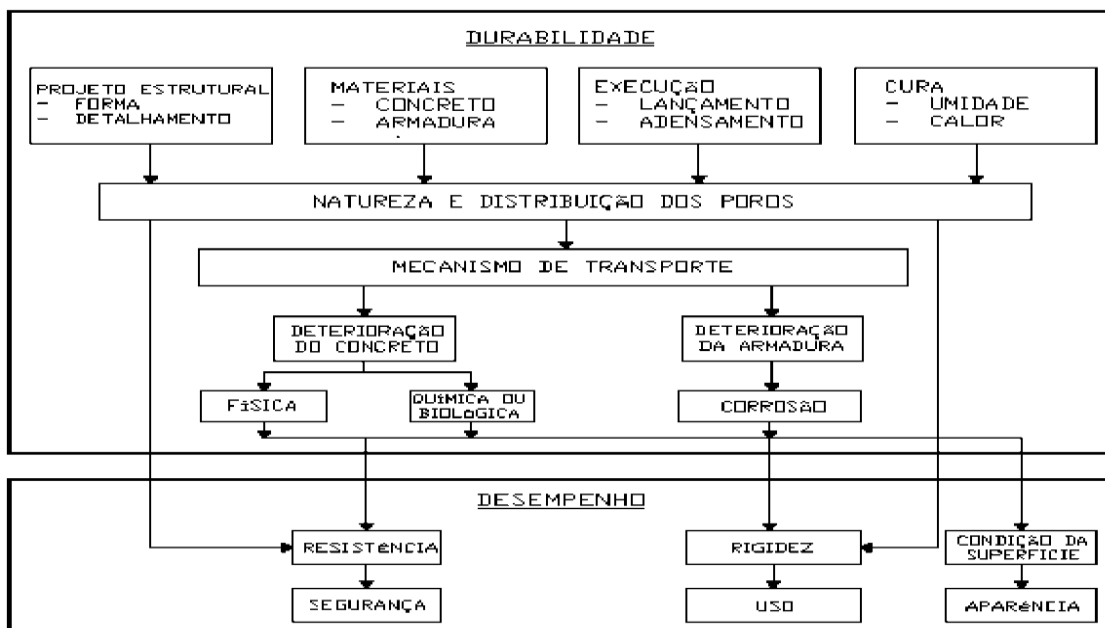 DURABILIDADE
PROJETO ESTRUTURAL
- FORMA
- DETALHAMENTO
MATERIAIS
- CONCRETO
- ARMADURA
EXECUÇÃO
- LANÇAMENTO
- ADENSAMENTO
CURA
- UMIDADE
- CALOR
NATUREZA E DISTRIBUIÇÃO DOS POROS
MECANISMO DE TRANSPORTE
DETERIORAÇÃO
DO CONCRETO
DETERIORAÇÃO
DA ARMADURA
FÍSICA
QUÍMICA OU
BIOLÓGICA
CORROSÃO
DESEMPENHO
RESISTÊNCIA
RIGIDEZ
CONDIÇÃO DA
SUPERFÍCIE
SEGURANÇA
USO
APARÊNCIA